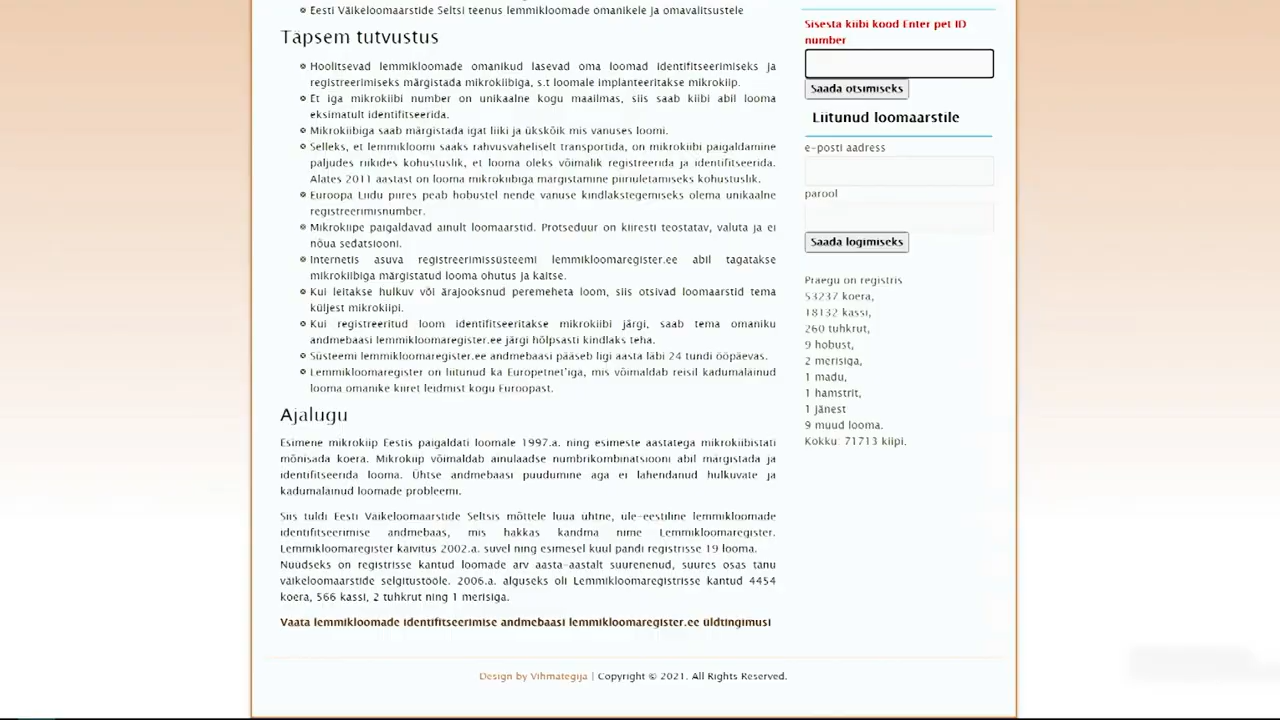 Eesti Väikeloomaarstide Seltsi teenus lemmikloomade omanikele ja omavalitsustele
Täpsem tutvustus
Hoolitsevad lemmikloomade omanikud lasevad oma loomad identifitseerimiseks ja
registreerimiseks märgistada mikrokiibiga, s.t loomale implanteeritakse mikrokiip.
Et iga mikrokiibi number on unikaalne kogu maailmas, siis saab kiibi abil looma
eksimatult identifitseerida.
Mikrokiibiga saab märgistada igat liiki ja ükskõik mis vanuses loomi.
Selleks, et lemmikloomi saaks rahvusvaheliselt transportida, on mikrokiibi paigaldamine
paljudes riikides kohustuslik, et looma oleks võimalik registreerida ja identifitseerida.
Alates 2011 aastast on looma mikrokiibiga märgistamine piiriületamiseks kohustuslik.
Euroopa Liidu piires peab hobustel nende vanuse kindlakstegemiseks olema unikaalne
registreerimisnumber.
Mikrokiipe paigaldavad ainult loomaarstid. Protseduur on kiiresti teostatav, valuta ja ei
nõua sedatsiooni.
Internetis asuva registreerimissüsteemi lemmikloomaregister.ee abil tagatakse
mikrokiibiga märgistatud looma ohutus ja kaitse.
Kui leitakse hulkuv või ärajooksnud peremeheta loom, siis otsivad loomaarstid tema
küljest mikrokiipi.
Kui registreeritud loom identifitseeritakse mikrokiibi järgi, saab tema omaniku
andmebaasi lemmikloomaregister.ee järgi hõlpsasti kindlaks teha.
Süsteemi lemmikloomaregister.ee andmebaasi pääseb ligi aasta läbi 24 tundi ööpäevas.
Lemmikloomaregister on liitunud ka Europetnet'iga, mis võimaldab reisil kadumaläinud
looma omanike kiiret leidmist kogu Euroopast.
Ajalugu
Esimene mikrokiip Eestis paigaldati loomale 1997.a. ning esimeste aastatega mikrokiibistati
mõnisada koera. Mikrokiip võimaldab ainulaadse numbrikombinatsiooni abil märgistada ja
identifitseerida looma. Ühtse andmebaasi puudumine aga ei lahendanud hulkuvate ja
kadumaläinud loomade probleemi.
Siis tuldi Eesti Väikeloomaarstide Seltsis mõttele luua ühtne, üle-eestiline lemmikloomade
identifitseerimise andmebaas, mis hakkas kandma nime Lemmikloomaregister.
Lemmikloomaregister käivitus 2002.a. suvel ning esimesel kuul pandi registrisse 19 looma.
Nüüdseks on registrisse kantud loomade arv aasta-aastalt suurenenud, suures osas tänu
väikeloomaarstide selgitustööle. 2006.a. alguseks oli Lemmikloomaregistrisse kantud 4454
koera, 566 kassi, 2 tuhkrut ning 1 merisiga.
Vaata lemmikloomade identifitseerimise andmebaasi lemmikloomaregister.ee üldtingimusi
Sisesta kiibi kood Enter pet ID
number
Saada otsimiseks
Liitunud loomaarstile
e-posti aadress
parool
Saada logimiseks
Praegu on registris
53237 koera,
18132 kassi,
260 tuhkrut,
9 hobust,
2 merisiga,
1 madu,
1 hamstrit,
1 jänest
9 muud looma.
Kokku 71713 kiipi.
Design by Vihmategija | Copyright © 2021. All Rights Reserved.